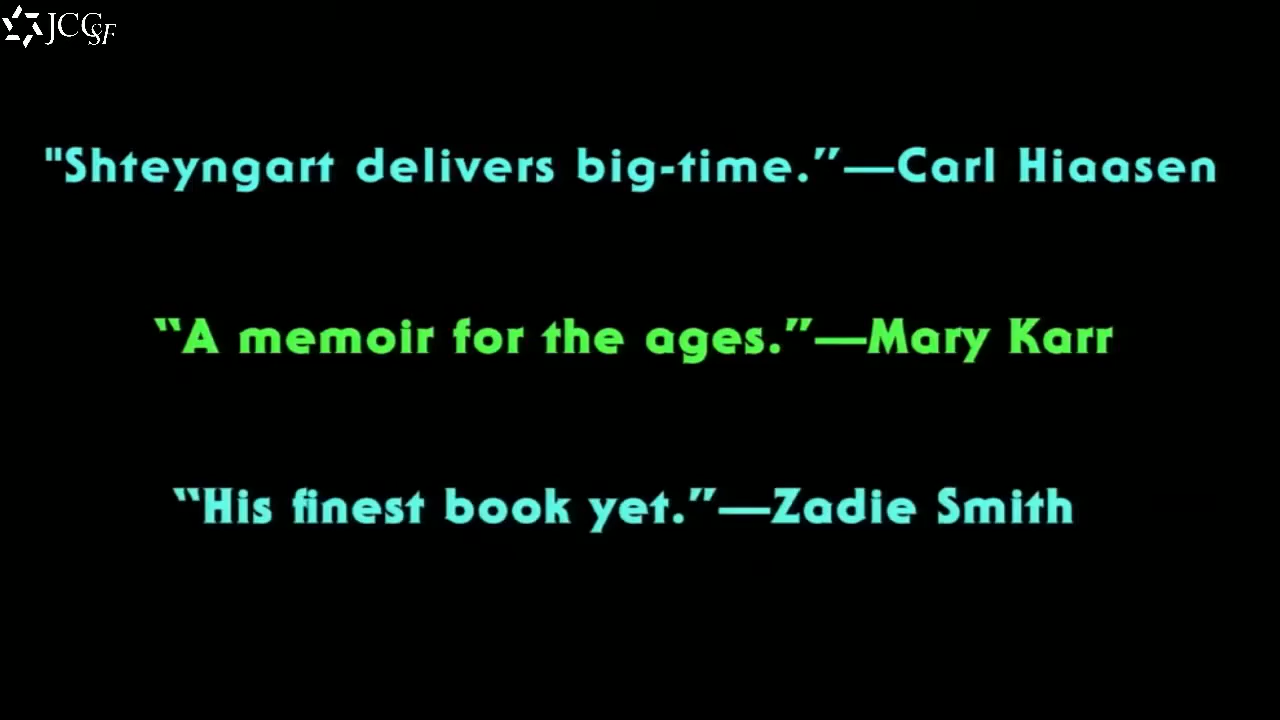 JCCSF
"Shteyngart delivers big-time.”—Carl Hiaasen
“A memoir for the ages.”—Mary Karr
“His finest book yet.”—Zadie Smith